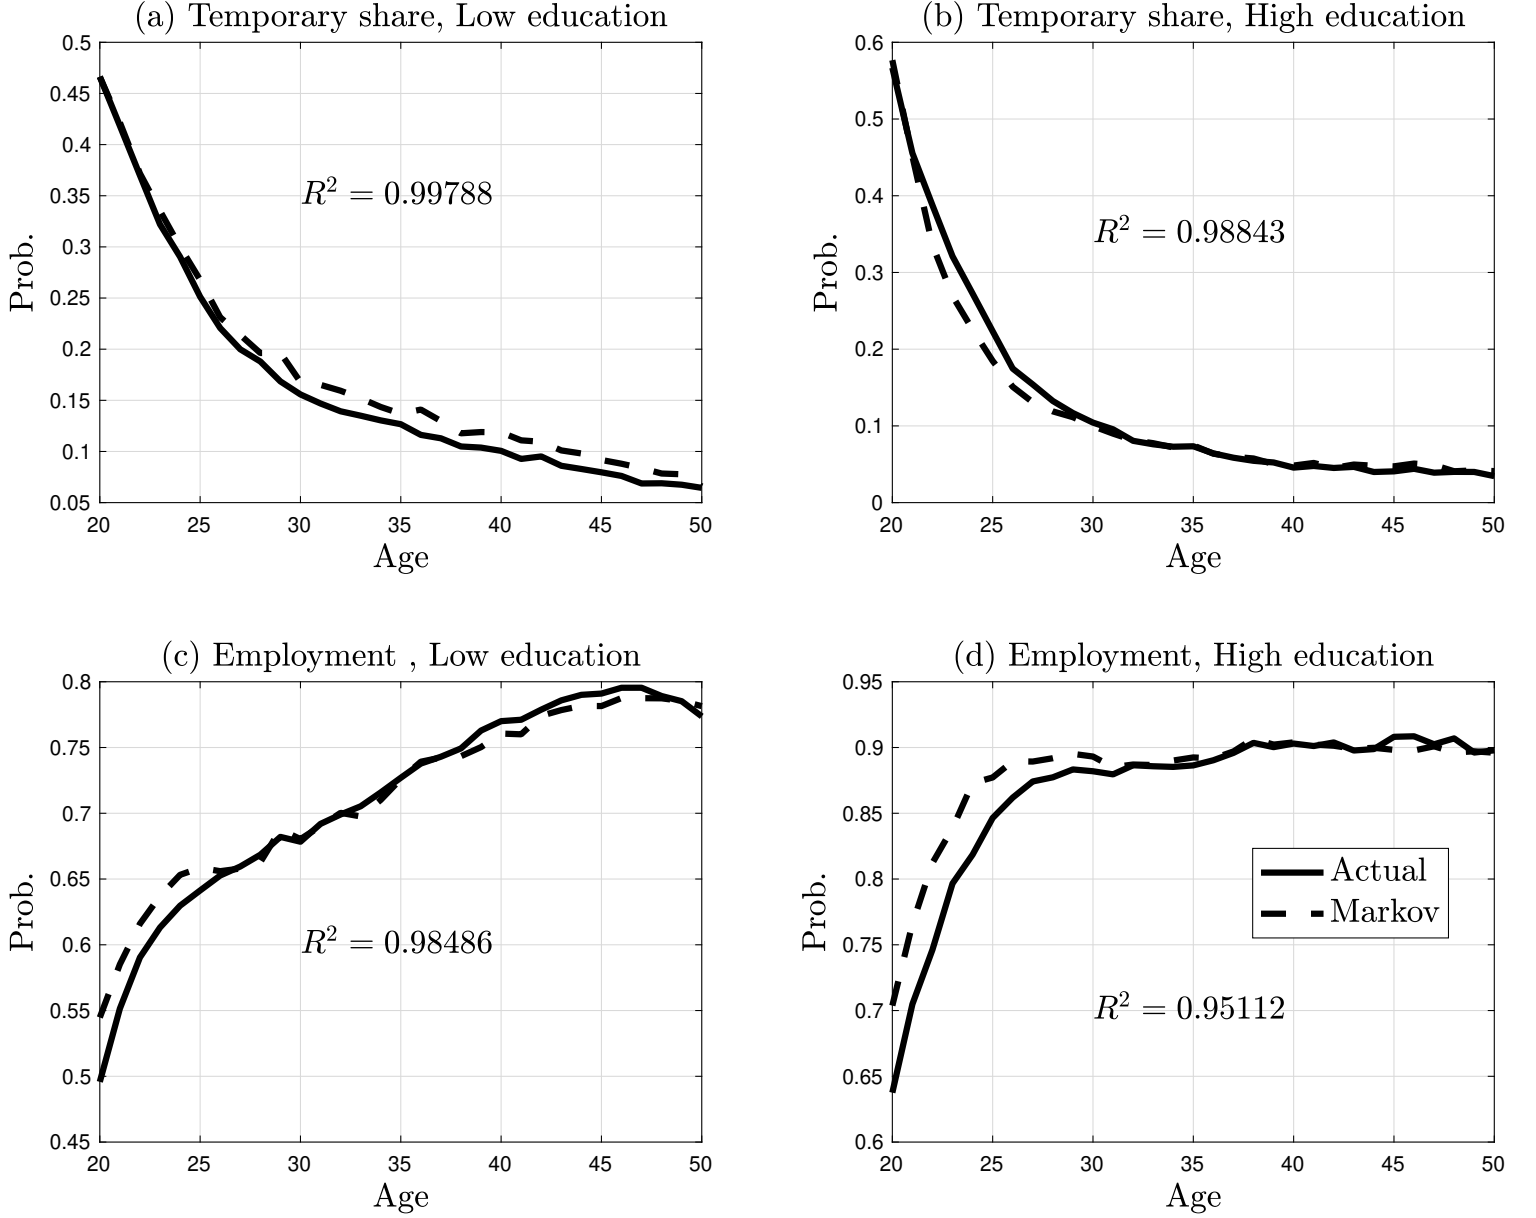 (a) Temporary share, Low education
0.5
0.45
0.4
0.35
0.3
0.25
0.2
0.15
0.1
0.05
Prob.
R² = 0.99788
20 25 30 35 40 45 50
Age
(b) Temporary share, High education
0.6
0.5
0.4
0.3
0.2
0.1
0
Prob.
R² = 0.98843
20 25 30 35 40 45 50
Age
(c) Employment , Low education
0.8
0.75
0.7
0.65
0.6
0.55
0.5
0.45
Prob.
R² = 0.98486
20 25 30 35 40 45 50
Age
(d) Employment, High education
0.95
0.9
0.85
0.8
0.75
0.7
0.65
0.6
Prob.
Actual
Markov
R² = 0.95112
20 25 30 35 40 45 50
Age